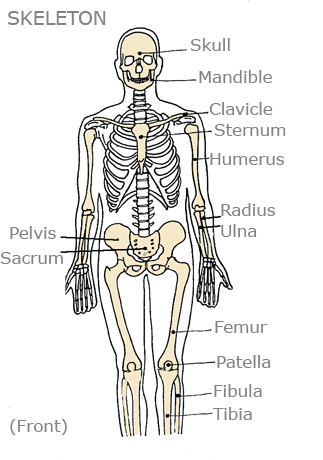 SKELETON
Skull
Mandible
Clavicle
Sternum
Humerus
Radius
Ulna
Pelvis
Sacrum
Femur
Patella
Fibula
Tibia
(Front)